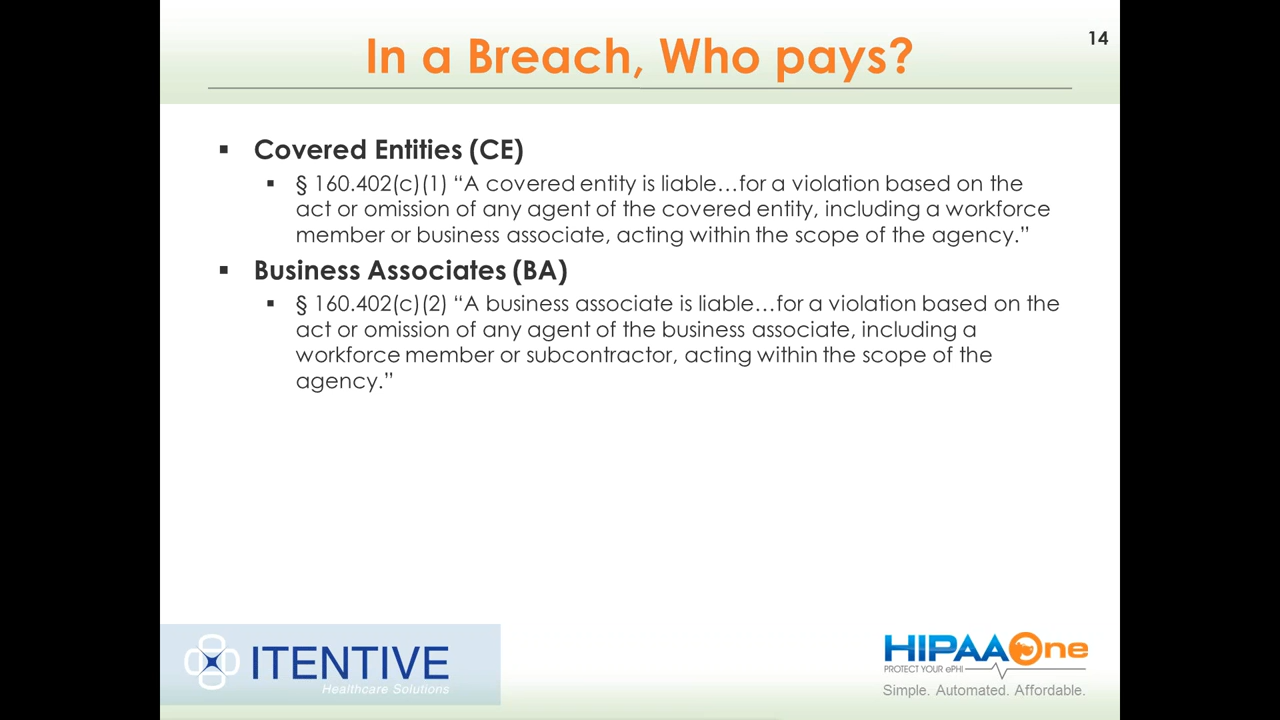 14
In a Breach, Who pays?
▪ Covered Entities (CE)
▪ § 160.402(c)(1) “A covered entity is liable…for a violation based on the
act or omission of any agent of the covered entity, including a workforce
member or business associate, acting within the scope of the agency.”
▪ Business Associates (BA)
▪ § 160.402(c)(2) “A business associate is liable…for a violation based on the
act or omission of any agent of the business associate, including a
workforce member or subcontractor, acting within the scope of the
agency.”
ITENTIVE
Healthcare Solutions
HIPAAOne
PROTECT YOUR ePHI
Simple. Automated. Affordable.